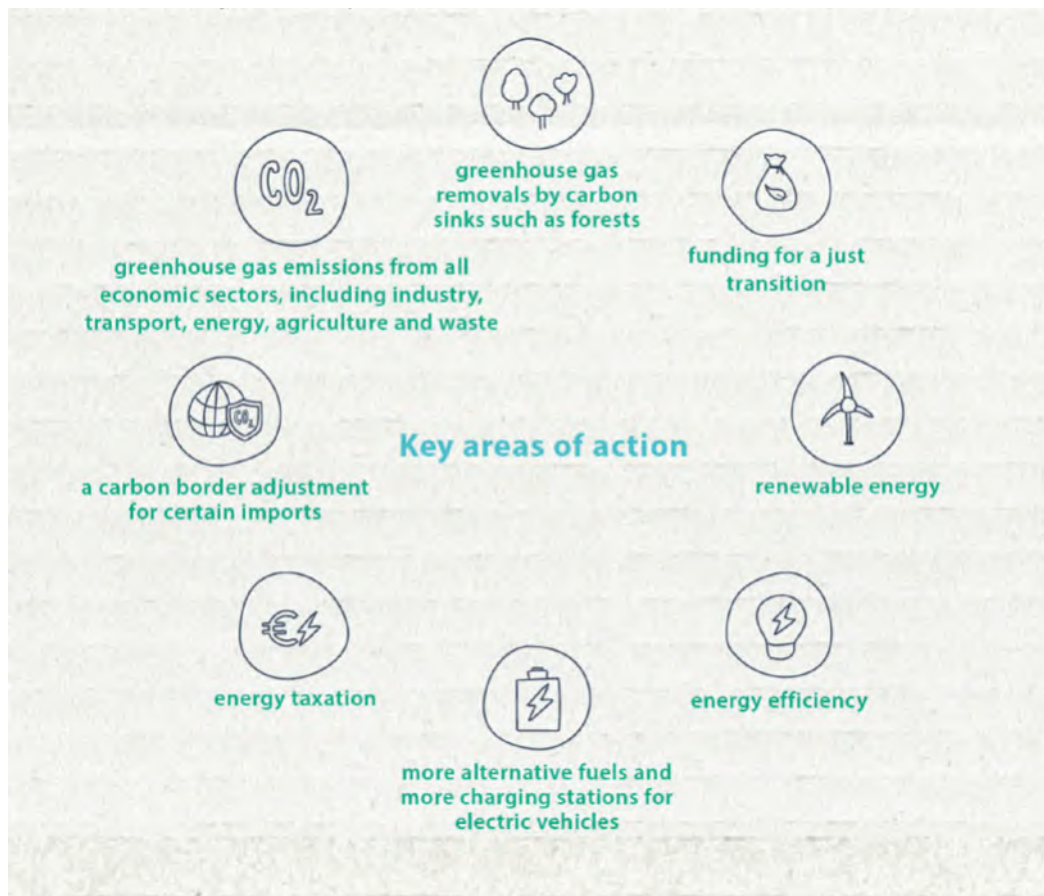 greenhouse gas
removals by carbon
sinks such as forests
CO₂
greenhouse gas emissions from all
economic sectors, including industry,
transport, energy, agriculture and waste
funding for a just
transition
CO₂
a carbon border adjustment
for certain imports
Key areas of action
renewable energy
€
energy taxation
more alternative fuels and
more charging stations for
electric vehicles
energy efficiency